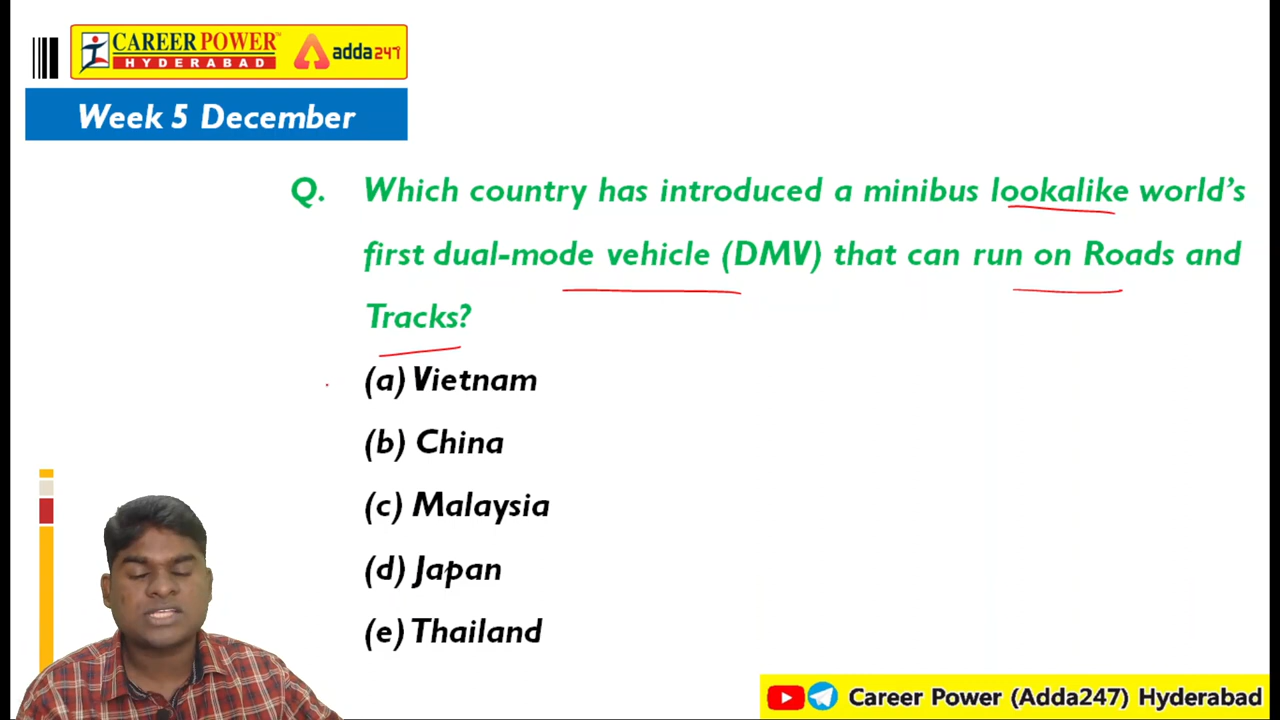 CAREER POWER
HYDERABAD
adda247
Week 5 December
Q. Which country has introduced a minibus lookalike world's
first dual-mode vehicle (DMV) that can run on Roads and
Tracks?
(a) Vietnam
(b) China
(c) Malaysia
(d) Japan
(e) Thailand
Career Power (Adda247) Hyderabad